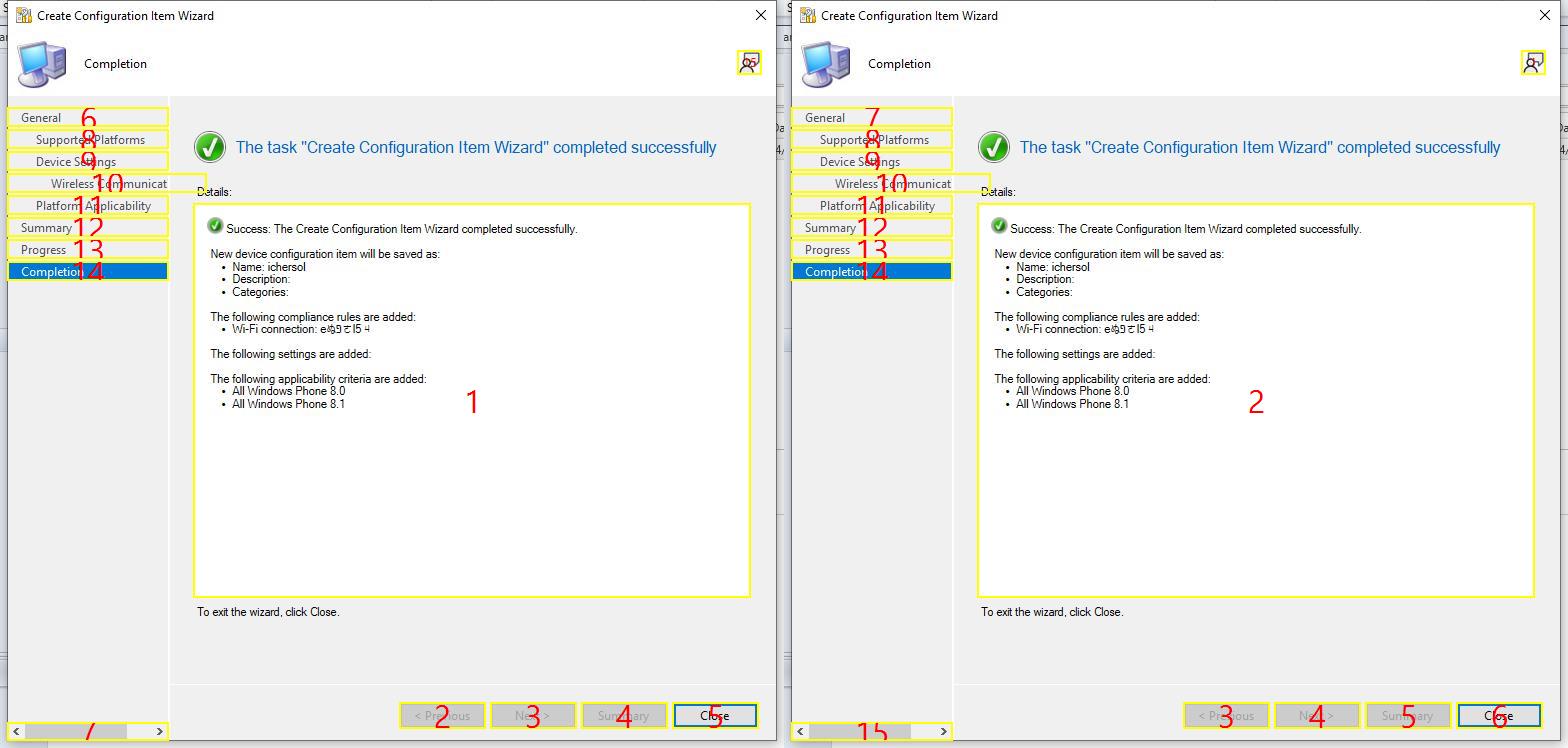 Create Configuration Item Wizard
Completion
General
6
Supported Platforms
8
Device Settings
9
Wireless Communicat
10
Platform Applicability
11
Summary
12
Progress
13
Completion
14
The task "Create Configuration Item Wizard" completed successfully
Details:
Success: The Create Configuration Item Wizard completed successfully.
New device configuration item will be saved as:
• Name: ichersol
• Description:
• Categories:
The following compliance rules are added:
• Wi-Fi connection:
The following settings are added:
The following applicability criteria are added:
• All Windows Phone 8.0
• All Windows Phone 8.1
1
To exit the wizard, click Close.
< Previous
2
Next >
3
Summary
4
Close
5
7
Create Configuration Item Wizard
Completion
General
7
Supported Platforms
8
Device Settings
9
Wireless Communicat
10
Platform Applicability
11
Summary
12
Progress
13
Completion
14
The task "Create Configuration Item Wizard" completed successfully
Details:
Success: The Create Configuration Item Wizard completed successfully.
New device configuration item will be saved as:
• Name: ichersol
• Description:
• Categories:
The following compliance rules are added:
• Wi-Fi connection:
The following settings are added:
The following applicability criteria are added:
• All Windows Phone 8.0
• All Windows Phone 8.1
2
To exit the wizard, click Close.
< Previous
3
Next >
4
Summary
5
Close
6
15